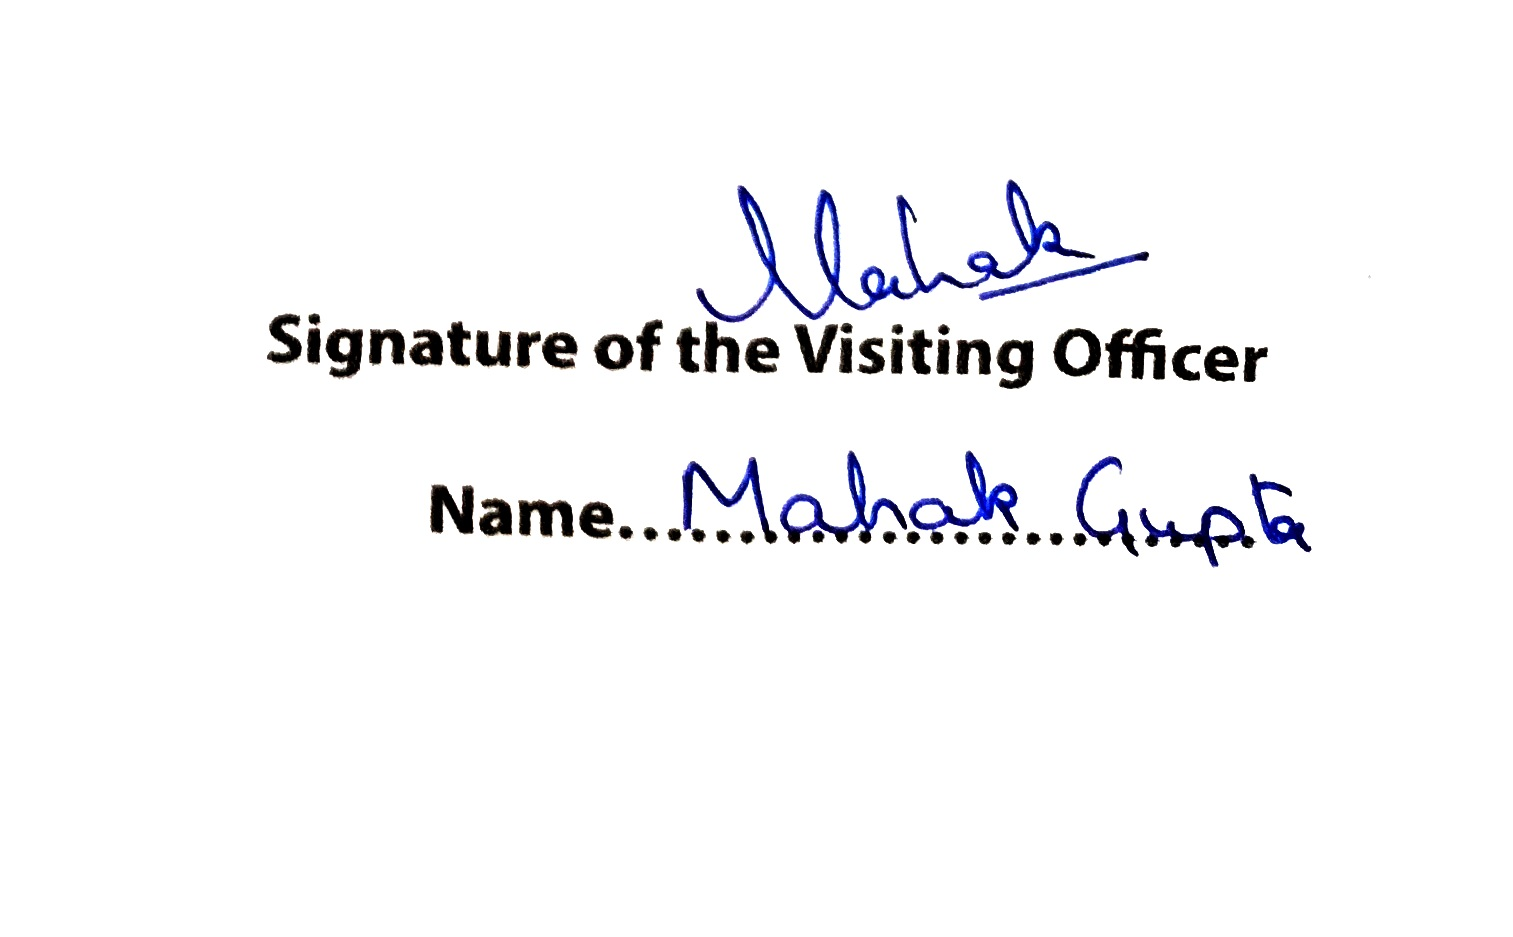 Mahak
Signature of the Visiting Officer
Name...Mahak Gupta